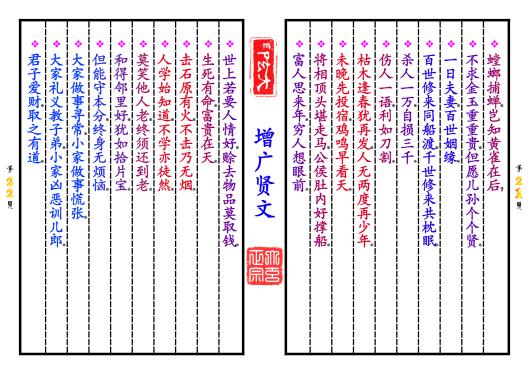 螳螂捕蝉岂知黄雀在后。
不求金玉重重贵但愿儿孙个个贤。
一日夫妻百世姻缘。
百世修来同船渡千世修来共枕眠。
杀人一万自损三千。
伤人一语利如刀割。
枯木逢春犹再发人无两度再少年。
未晚先投宿鸡鸣早看天。
将相顶头堪走马公侯肚内好撑船。
富人思来年穷人想眼前。
第21页
增广贤文
世上若要人情好赊去物品莫取钱。
生死有命富贵在天。
击石原有火不击乃无烟。
人学始知道不学亦徒然。
莫笑他人老终须还到老。
和得邻里好犹如拾片宝。
但能守本分终身无烦恼。
大家做事寻常小家做事慌张。
大家礼义教子弟小家凶恶训儿郎。
君子爱财取之有道。
第22页